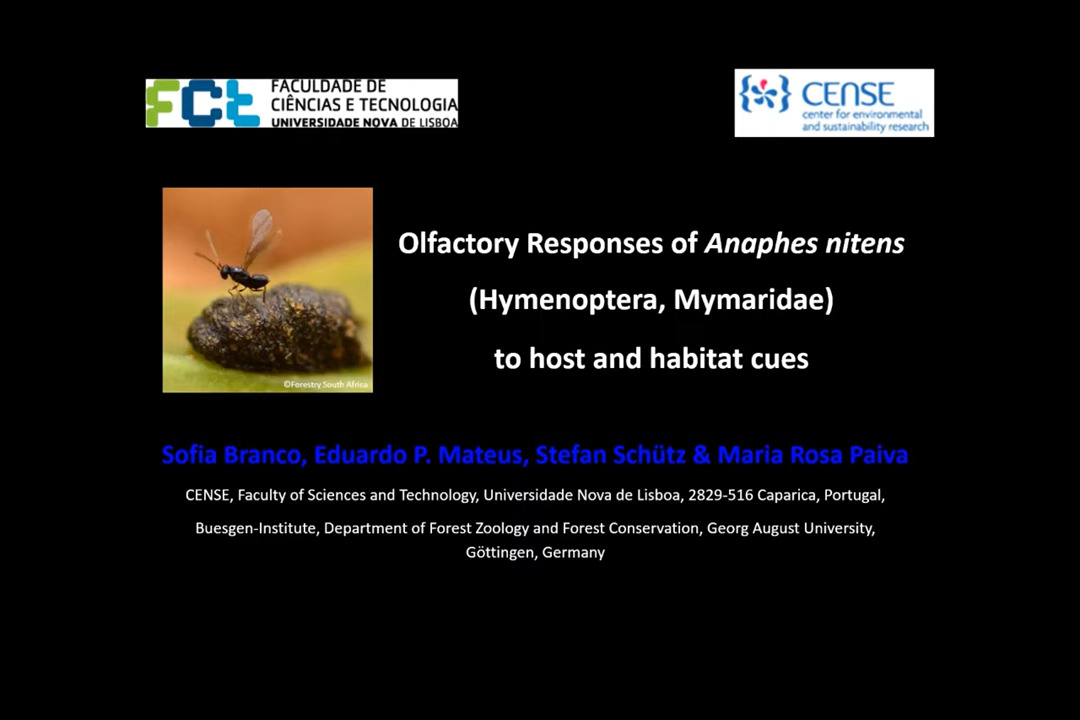 FCt
FACULDADE DE
CIÊNCIAS E TECNOLOGIA
UNIVERSIDADE NOVA DE LISBOA
CENSE
center for environmental
and sustainability research
Olfactory Responses of Anaphes nitens
(Hymenoptera, Mymaridae)
to host and habitat cues
©Forestry South Africa
Sofia Branco, Eduardo P. Mateus, Stefan Schütz & Maria Rosa Paiva
CENSE, Faculty of Sciences and Technology, Universidade Nova de Lisboa, 2829-516 Caparica, Portugal,
Buesgen-Institute, Department of Forest Zoology and Forest Conservation, Georg August University,
Göttingen, Germany